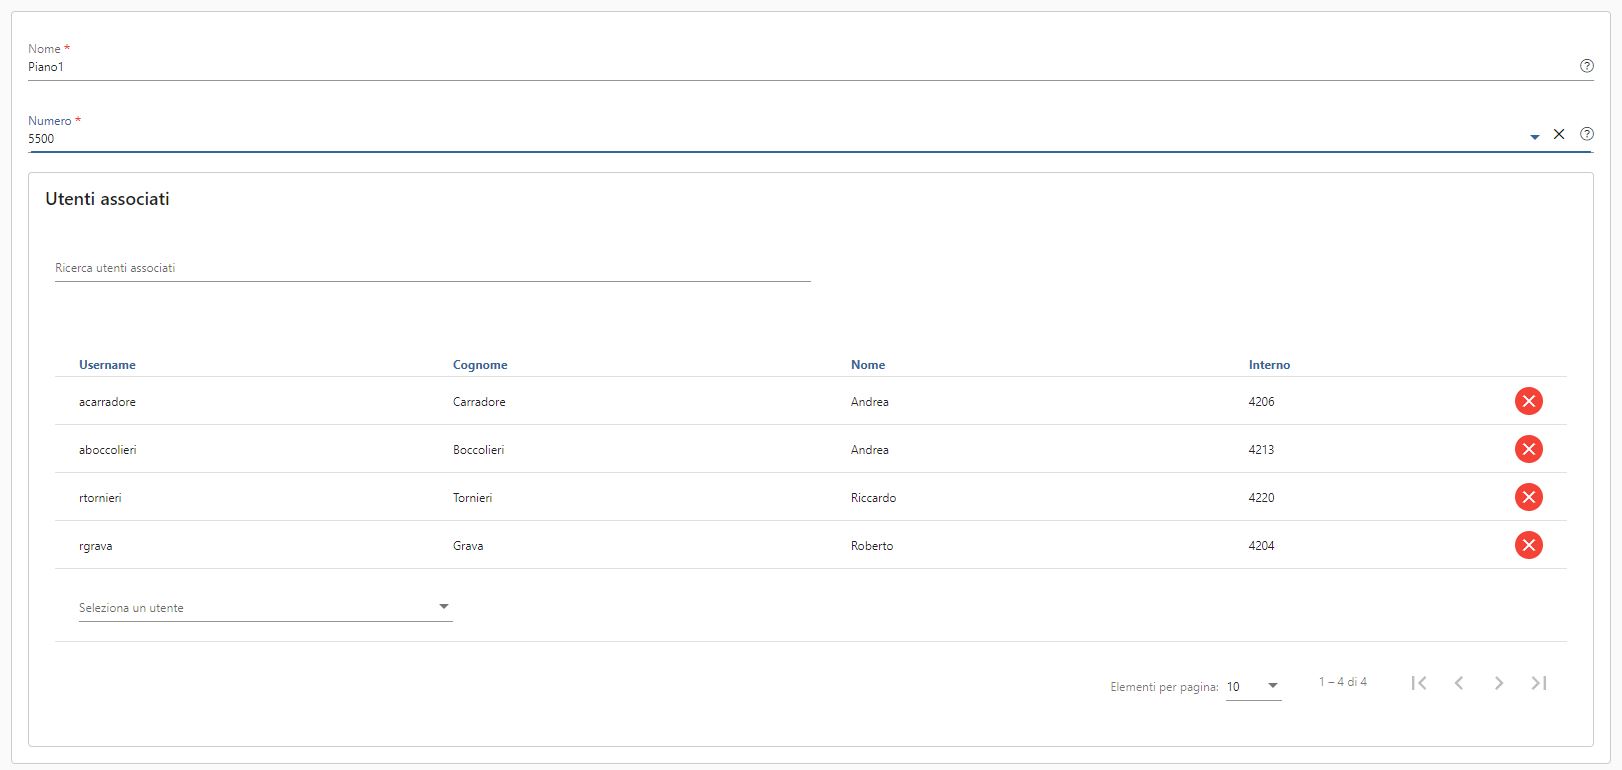 Nome *
Piano1
Numero *
5500
Utenti associati
Ricerca utenti associati
Username Cognome Nome Interno
acarradore Carradore Andrea 4206
aboccolieri Boccolieri Andrea 4213
rtornieri Tornieri Riccardo 4220
rgrava Grava Roberto 4204
Seleziona un utente
Elementi per pagina: 10 1 – 4 di 4